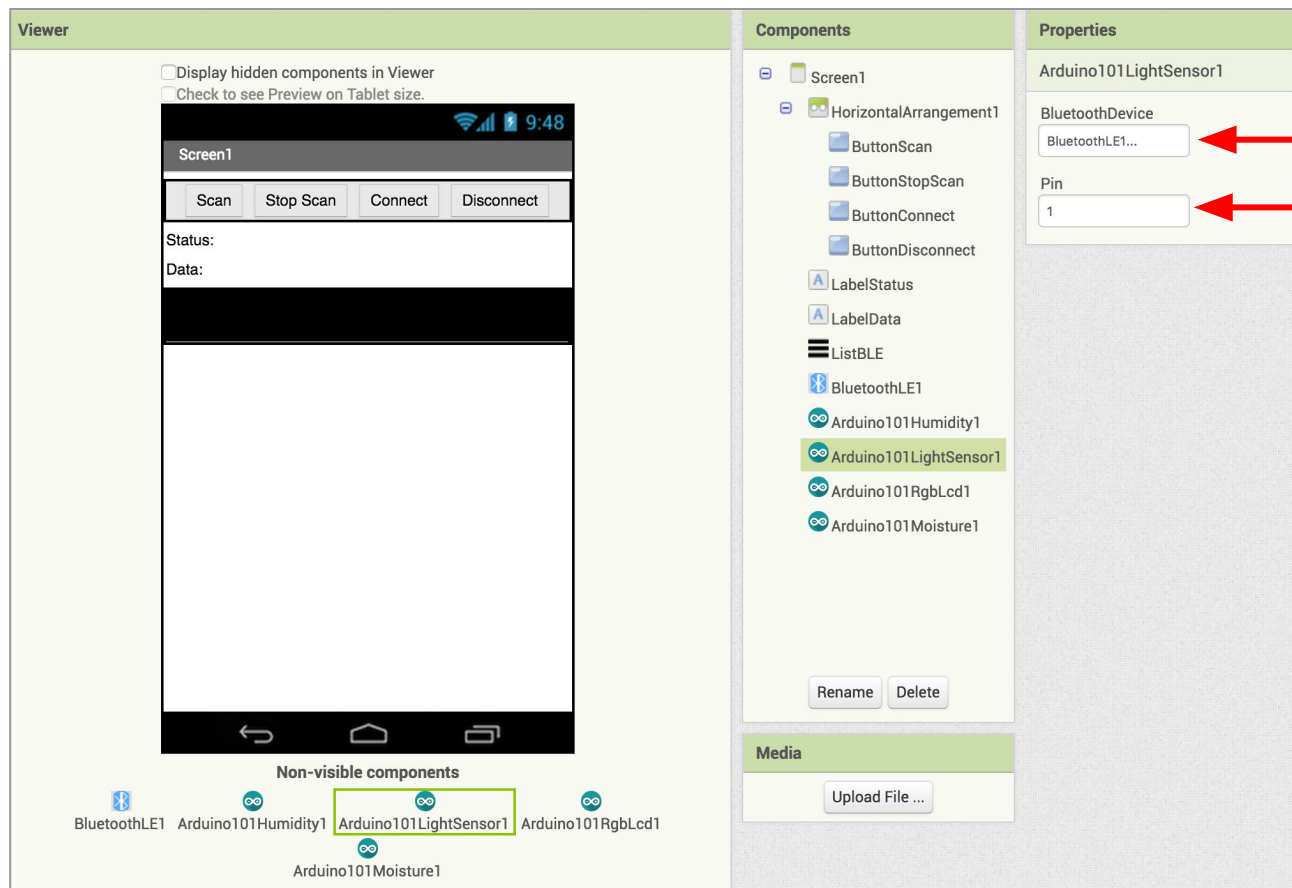 Viewer
Display hidden components in Viewer
Check to see Preview on Tablet size.
9:48
Screen1
Scan Stop Scan Connect Disconnect
Status:
Data:
Non-visible components
BluetoothLE1 Arduino101Humidity1 Arduino101LightSensor1 Arduino101RgbLcd1
Arduino101Moisture1
Components
Screen1
HorizontalArrangement1
ButtonScan
ButtonStopScan
ButtonConnect
ButtonDisconnect
A LabelStatus
A LabelData
ListBLE
BluetoothLE1
Arduino101Humidity1
Arduino101LightSensor1
Arduino101RgbLcd1
Arduino101Moisture1
Rename Delete
Media
Upload File ...
Properties
Arduino101LightSensor1
BluetoothDevice
BluetoothLE1...
Pin
1